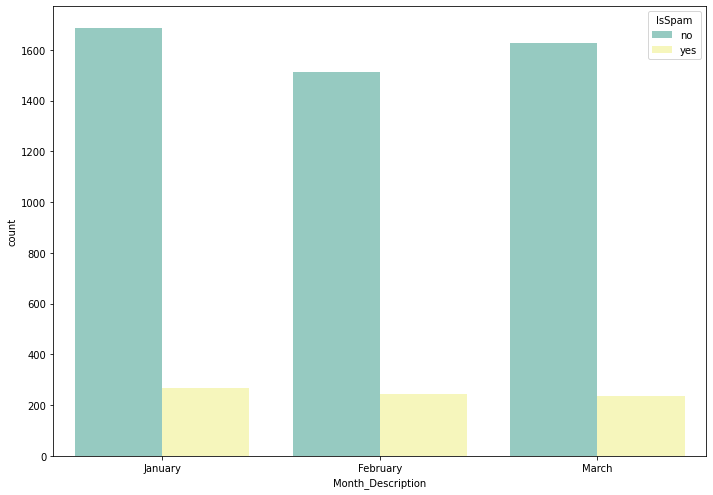 IsSpam
no
yes
1600
1400
1200
1000
800
600
400
200
0
count
January February March
Month_Description